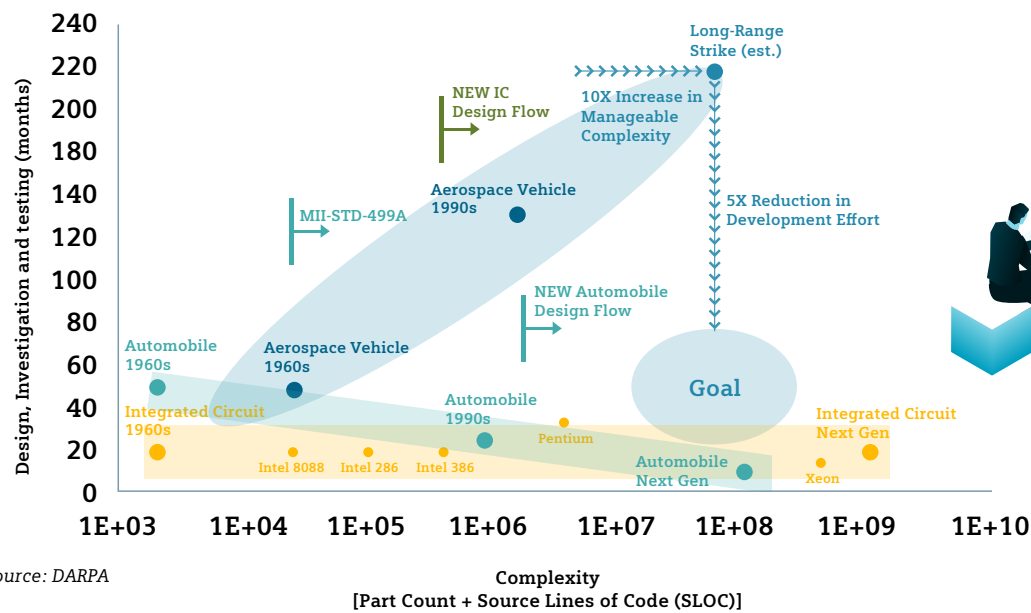 240
220
200
180
160
140
120
100
80
60
40
20
0
Design, Investigation and testing (months)
Long-Range
Strike (est.)
NEW IC
Design Flow
10X Increase in
Manageable
Complexity
Aerospace Vehicle
1990s
MII-STD-499A
5X Reduction in
Development Effort
NEW Automobile
Design Flow
Automobile
1960s
Aerospace Vehicle
1960s
Goal
Automobile
1990s
Integrated Circuit
1960s
Integrated Circuit
Next Gen
Pentium
Intel 8088
Intel 286
Intel 386
Automobile
Next Gen
Xeon
1E+03
1E+04
1E+05
1E+06
1E+07
1E+08
1E+09
1E+10
ource: DARPA
Complexity
[Part Count + Source Lines of Code (SLOC)]